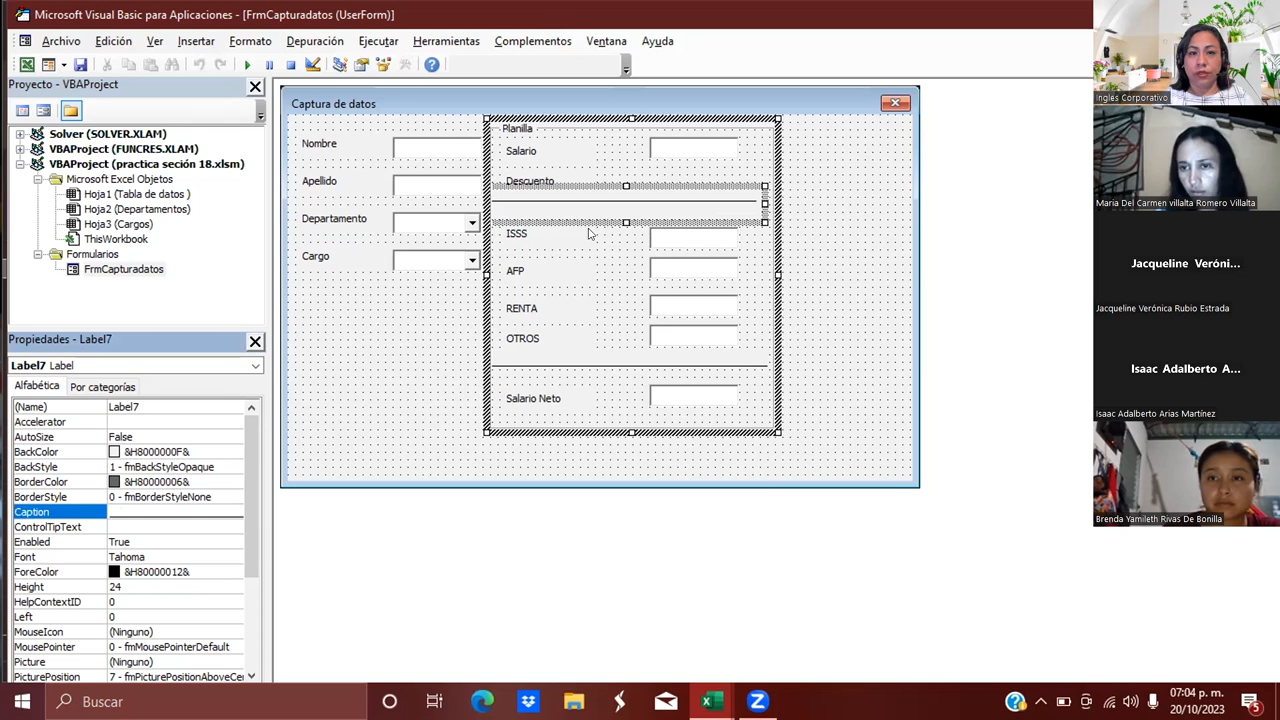 Microsoft Visual Basic para Aplicaciones - [FrmCapturadatos (UserForm)]
Archivo Edición Ver Insertar Formato Depuración Ejecutar Herramientas Complementos Ventana Ayuda
Proyecto - VBAProject
Solver (SOLVER.XLAM)
VBAProject (FUNCRES.XLAM)
VBAProject (practica seción 18.xlsm)
Microsoft Excel Objetos
Hoja1 (Tabla de datos )
Hoja2 (Departamentos)
Hoja3 (Cargos)
ThisWorkbook
Formularios
FrmCapturadatos
Propiedades - Label7
Label7 Label
Alfabética Por categorías
(Name) Label7
Accelerator
AutoSize False
BackColor &H8000000F&
BackStyle 1 - fmBackStyleOpaque
BorderColor &H80000006&
BorderStyle 0 - fmBorderStyleNone
Caption
ControlTipText
Enabled True
Font Tahoma
ForeColor &H80000012&
Height 24
HelpContextID 0
Left 0
MouseIcon (Ninguno)
MousePointer 0 - fmMousePointerDefault
Picture (Ninguno)
PicturePosition 7 - fmPicturePositionAboveCer
Captura de datos
Nombre
Apellido
Departamento
Cargo
Planilla
Salario
Descuento
ISSS
AFP
RENTA
OTROS
Salario Neto
Ingles Corporativo
Maria Del Carmen villalta Romero Villalta
Jacqueline Veróni...
Jacqueline Verónica Rubio Estrada
Isaac Adalberto A...
Isaac Adalberto Arias Martínez
Brenda Yamileth Rivas De Bonilla
Buscar
07:04 p. m.
20/10/2023
5